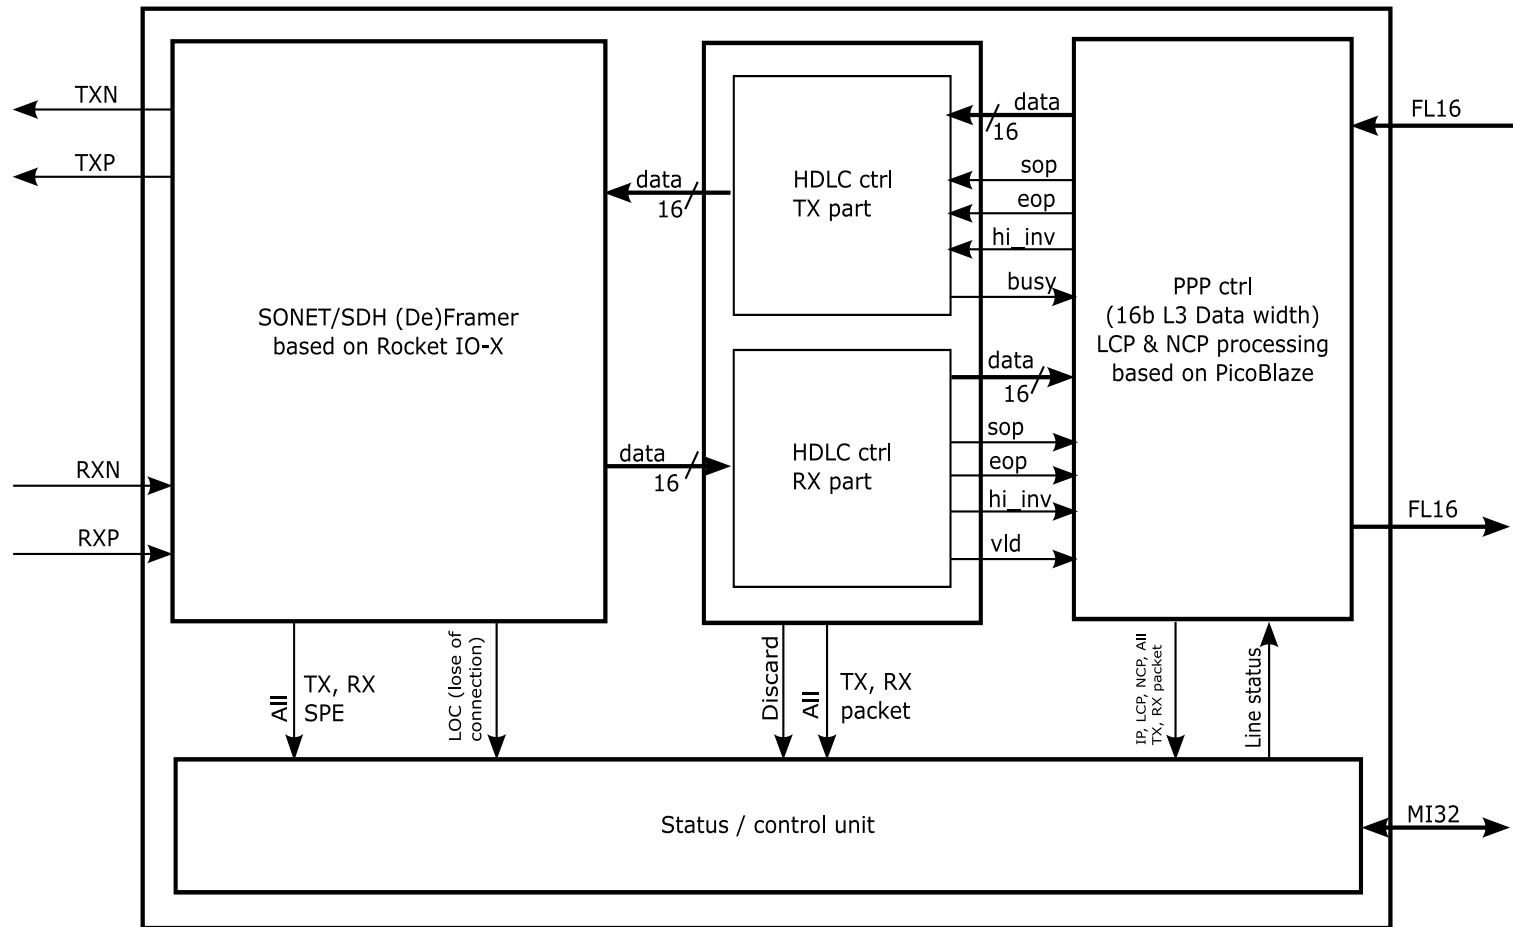 TXN
TXP
RXN
RXP
SONET/SDH (De)Framer
based on Rocket IO-X
data
16
data
16
HDLC ctrl
TX part
HDLC ctrl
RX part
data
16
sop
eop
hi_inv
busy
data
16
sop
eop
hi_inv
vld
PPP ctrl
(16b L3 Data width)
LCP & NCP processing
based on PicoBlaze
FL16
FL16
All
TX, RX
SPE
LOC (lose of
connection)
Discard
All
TX, RX
packet
IP, LCP, NCP, All
TX, RX packet
Line status
Status / control unit
MI32